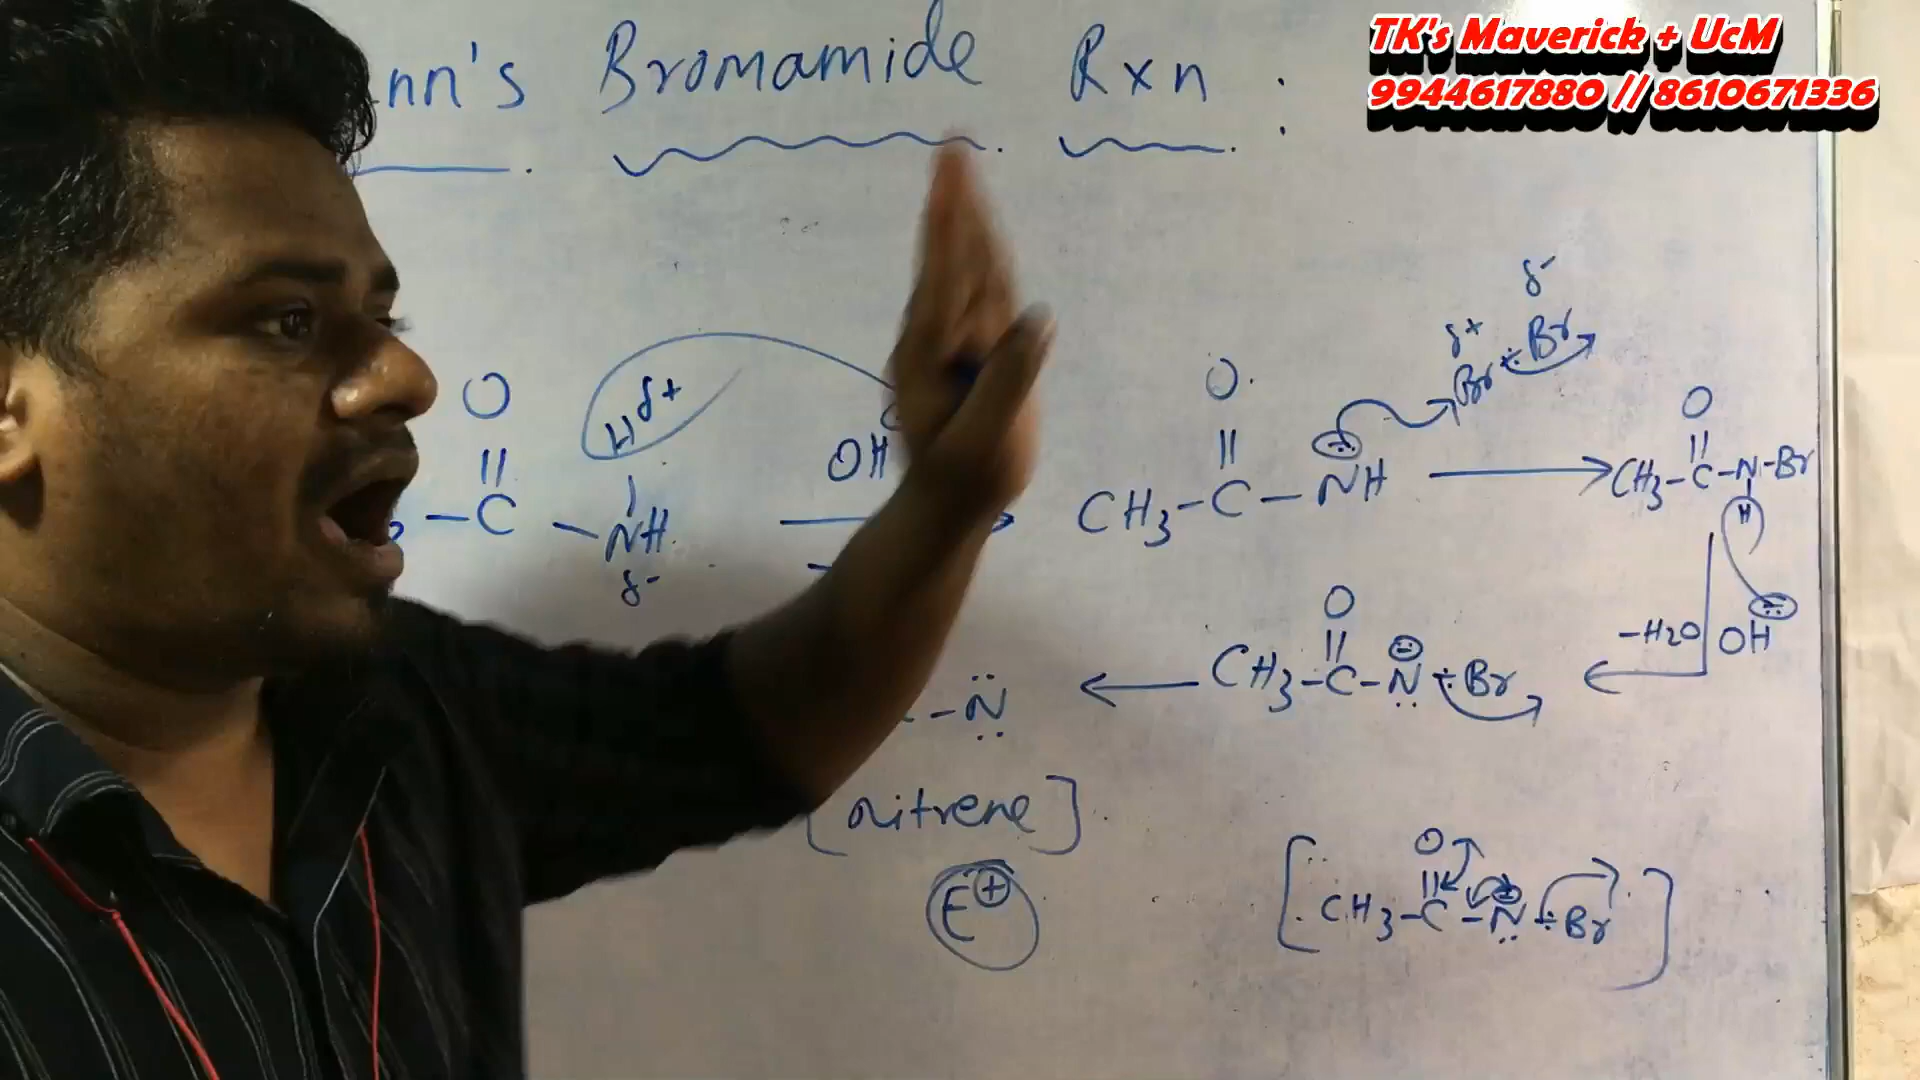 TK's Maverick + UcM
9944617880 // 8610671336
nn's Bromamide Rxn :
δ-
δ+ Br
Br
O O O
H δ+
OH
|| || ||
-C - NH CH3-C-NH CH3-C-N-Br
δ- H
O
|| -H2O OH
-N CH3-C-N Br
[nitrene]
E+
O
||
[CH3-C-N Br]